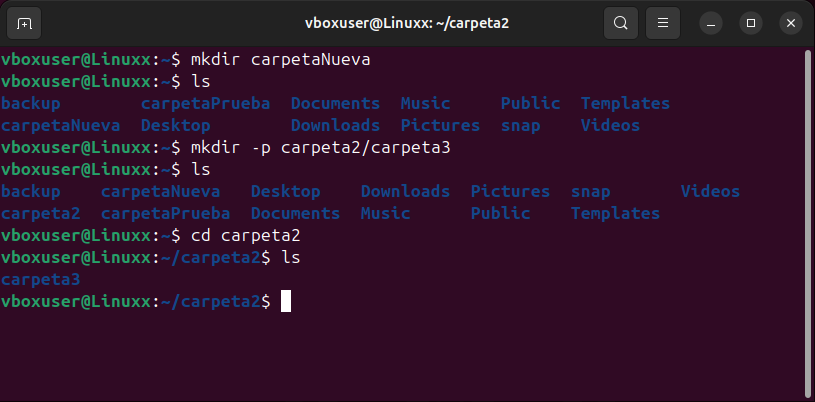 vboxuser@Linuxx: ~/carpeta2
vboxuser@Linuxx:~$ mkdir carpetaNueva
vboxuser@Linuxx:~$ ls
backup        carpetaPrueba  Documents  Music     Public  Templates
carpetaNueva  Desktop        Downloads  Pictures  snap    Videos
vboxuser@Linuxx:~$ mkdir -p carpeta2/carpeta3
vboxuser@Linuxx:~$ ls
backup    carpetaNueva   Desktop    Downloads  Pictures  snap       Videos
carpeta2  carpetaPrueba  Documents  Music      Public    Templates
vboxuser@Linuxx:~$ cd carpeta2
vboxuser@Linuxx:~/carpeta2$ ls
carpeta3
vboxuser@Linuxx:~/carpeta2$